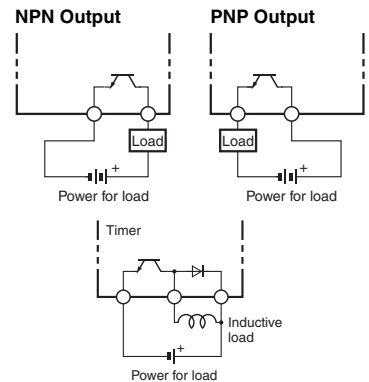 NPN Output
PNP Output
Load
Load
+
+
Power for load
Power for load
Timer
Inductive
load
+
Power for load